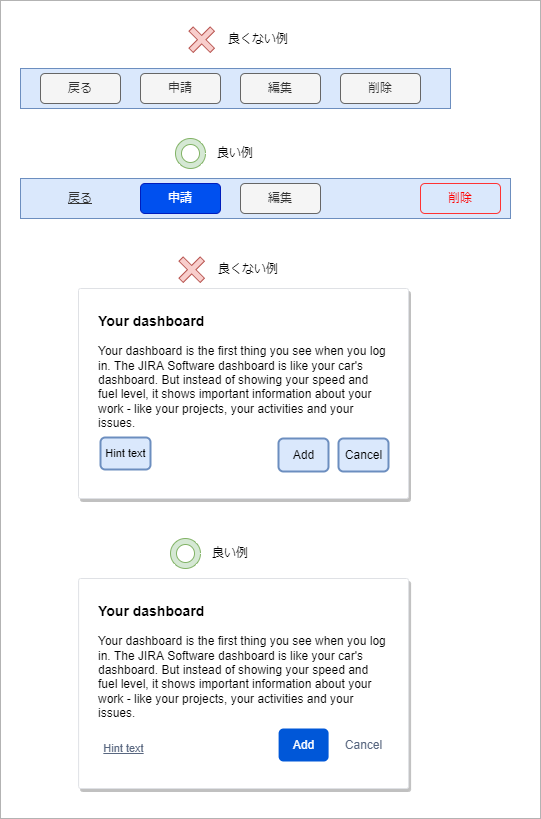 良くない例
戻る 申請 編集 削除
良い例
戻る 申請 編集 削除
良くない例
Your dashboard
Your dashboard is the first thing you see when you log
in. The JIRA Software dashboard is like your car's
dashboard. But instead of showing your speed and
fuel level, it shows important information about your
work - like your projects, your activities and your
issues.
Hint text Add Cancel
良い例
Your dashboard
Your dashboard is the first thing you see when you log
in. The JIRA Software dashboard is like your car's
dashboard. But instead of showing your speed and
fuel level, it shows important information about your
work - like your projects, your activities and your
issues.
Hint text Add Cancel